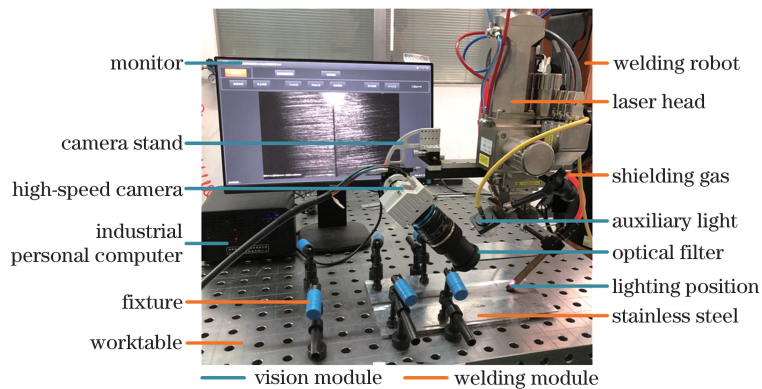 monitor
camera stand
high-speed camera
industrial
personal computer
fixture
worktable
welding robot
laser head
shielding gas
auxiliary light
optical filter
lighting position
stainless steel
vision module
welding module